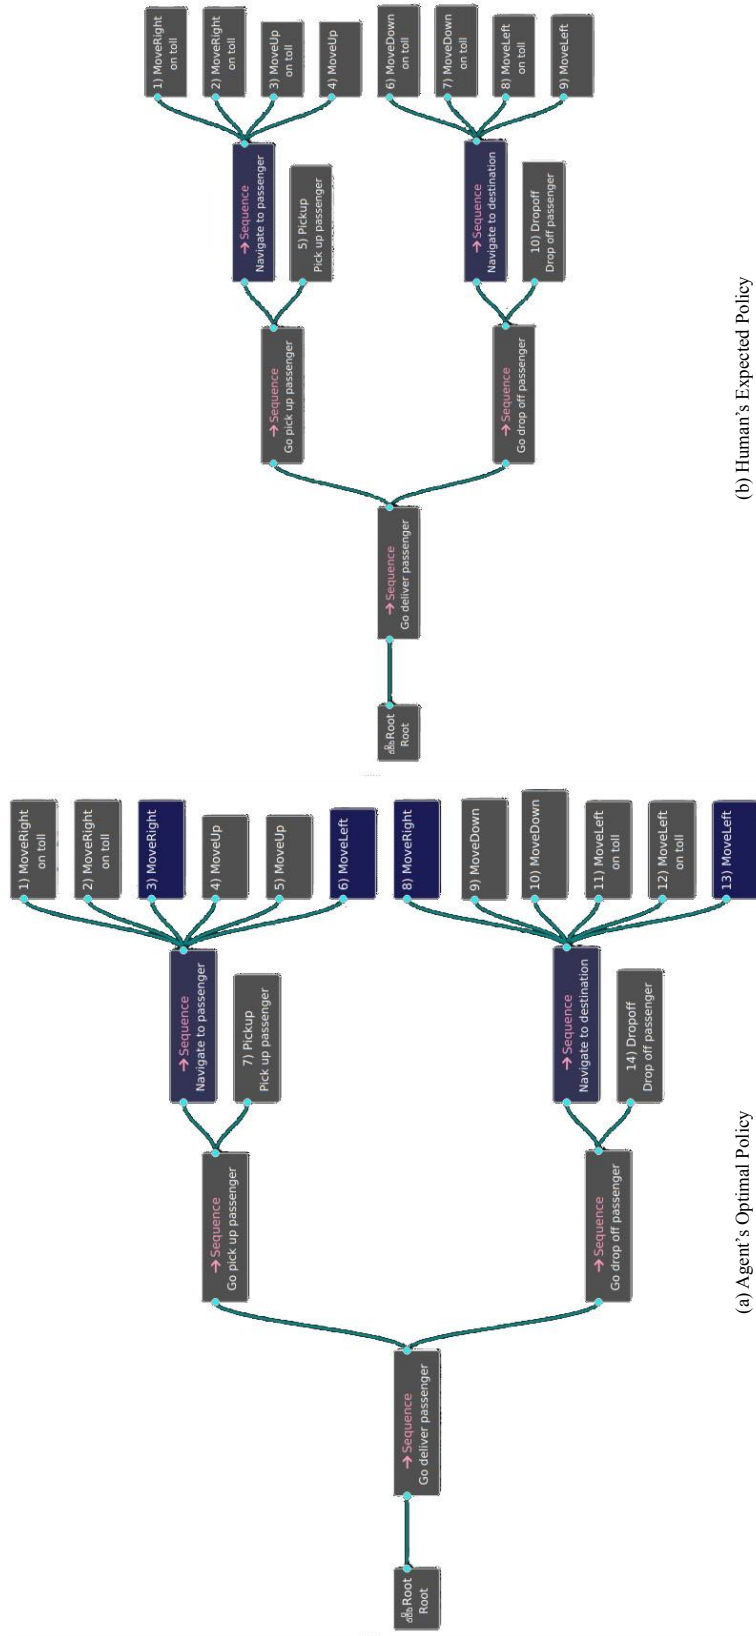 Root
Root
→Sequence
Go deliver passenger
→Sequence
Go pick up passenger
→Sequence
Navigate to passenger
1) MoveRight
on toll
2) MoveRight
on toll
3) MoveRight
4) MoveUp
5) MoveUp
6) MoveLeft
7) Pickup
Pick up passenger
→Sequence
Go drop off passenger
→Sequence
Navigate to destination
8) MoveRight
9) MoveDown
10) MoveDown
11) MoveLeft
on toll
12) MoveLeft
on toll
13) MoveLeft
14) Dropoff
Drop off passenger
(a) Agent's Optimal Policy
Root
Root
→Sequence
Go deliver passenger
→Sequence
Go pick up passenger
→Sequence
Navigate to passenger
1) MoveRight
on toll
2) MoveRight
on toll
3) MoveUp
on toll
4) MoveUp
5) Pickup
Pick up passenger
→Sequence
Go drop off passenger
→Sequence
Navigate to destination
6) MoveDown
on toll
7) MoveDown
on toll
8) MoveLeft
on toll
9) MoveLeft
10) Dropoff
Drop off passenger
(b) Human's Expected Policy